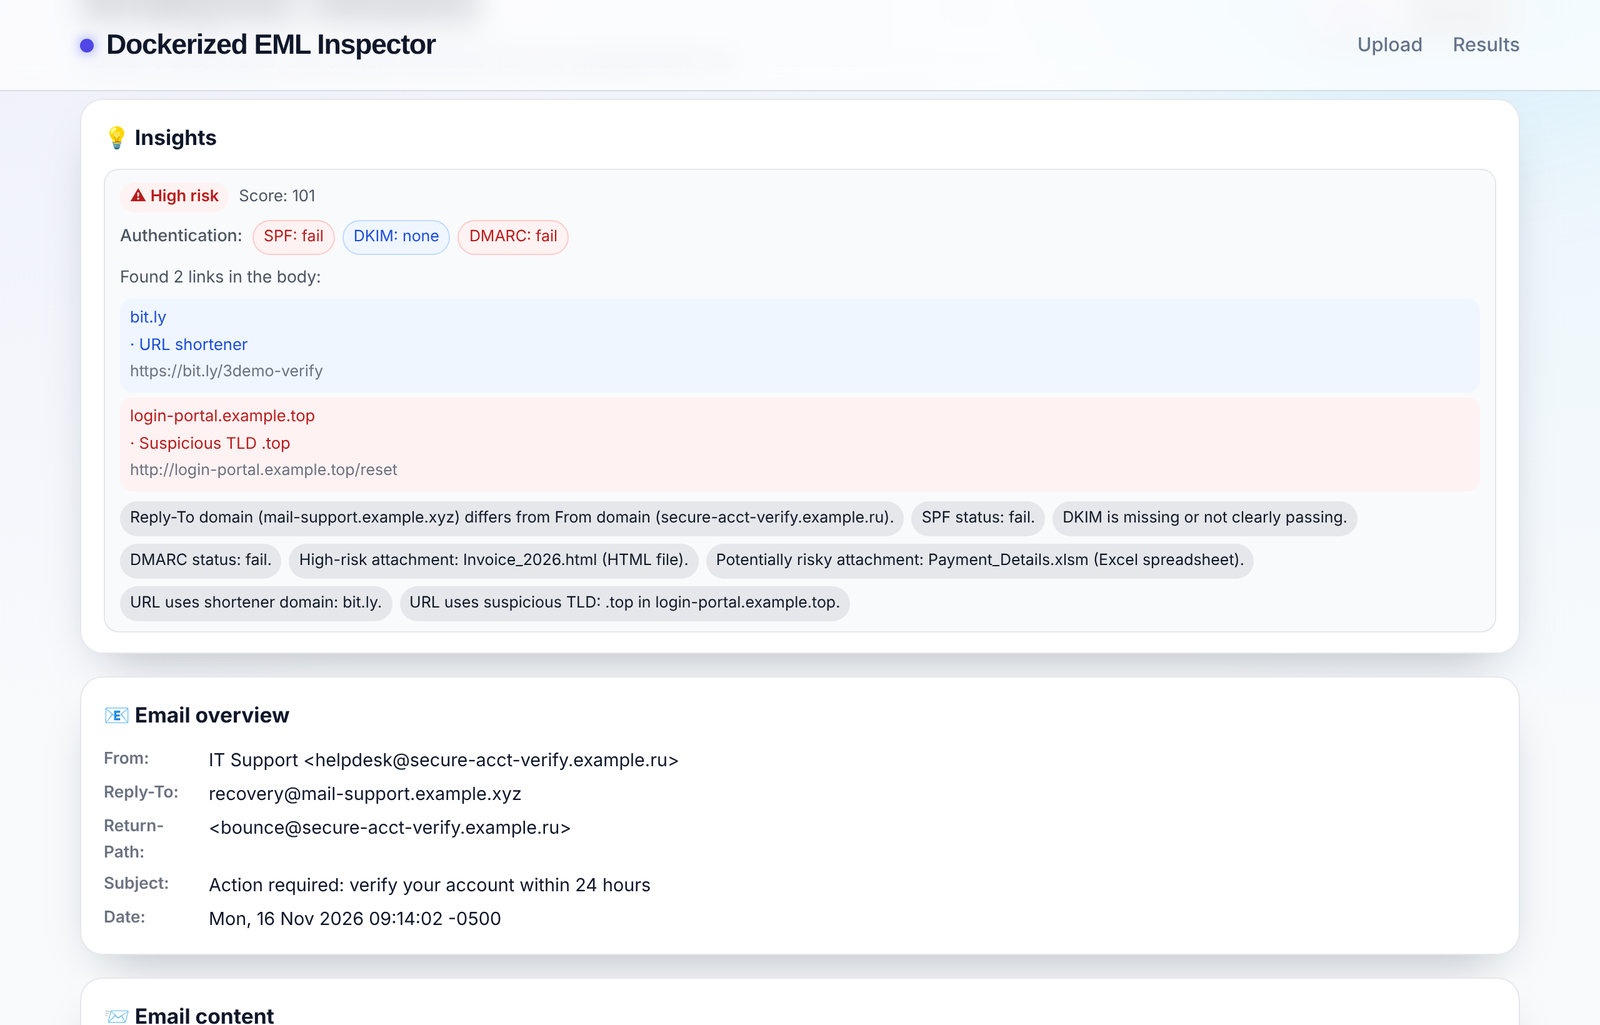 Dockerized EML Inspector
Upload Results
💡 Insights
⚠ High risk Score: 101
Authentication: SPF: fail DKIM: none DMARC: fail
Found 2 links in the body:
bit.ly
· URL shortener
https://bit.ly/3demo-verify
login-portal.example.top
· Suspicious TLD .top
http://login-portal.example.top/reset
Reply-To domain (mail-support.example.xyz) differs from From domain (secure-acct-verify.example.ru). SPF status: fail. DKIM is missing or not clearly passing.
DMARC status: fail. High-risk attachment: Invoice_2026.html (HTML file). Potentially risky attachment: Payment_Details.xlsm (Excel spreadsheet).
URL uses shortener domain: bit.ly. URL uses suspicious TLD: .top in login-portal.example.top.
📧 Email overview
From: IT Support <helpdesk@secure-acct-verify.example.ru>
Reply-To: recovery@mail-support.example.xyz
Return-Path: <bounce@secure-acct-verify.example.ru>
Subject: Action required: verify your account within 24 hours
Date: Mon, 16 Nov 2026 09:14:02 -0500
📨 Email content